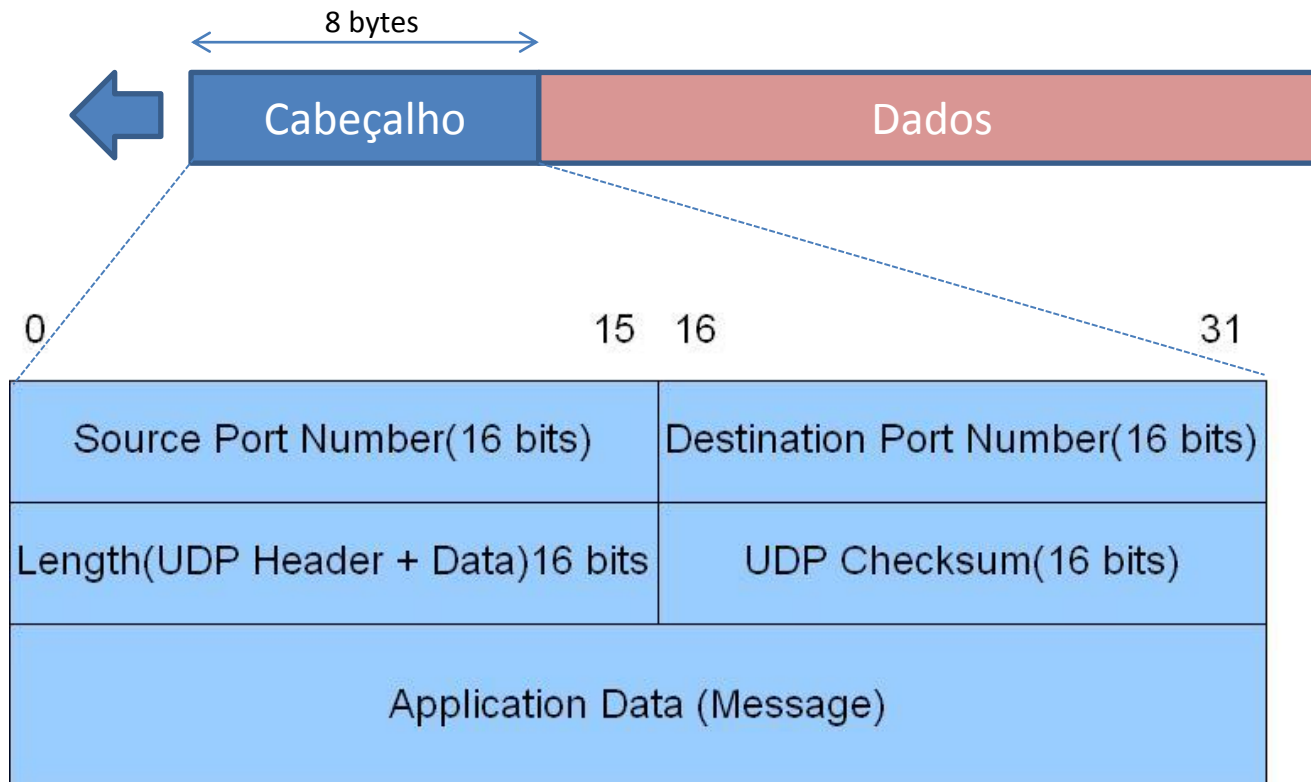 8 bytes
Cabeçalho
Dados
0 15 16 31
Source Port Number(16 bits) Destination Port Number(16 bits)
Length(UDP Header + Data)16 bits UDP Checksum(16 bits)
Application Data (Message)